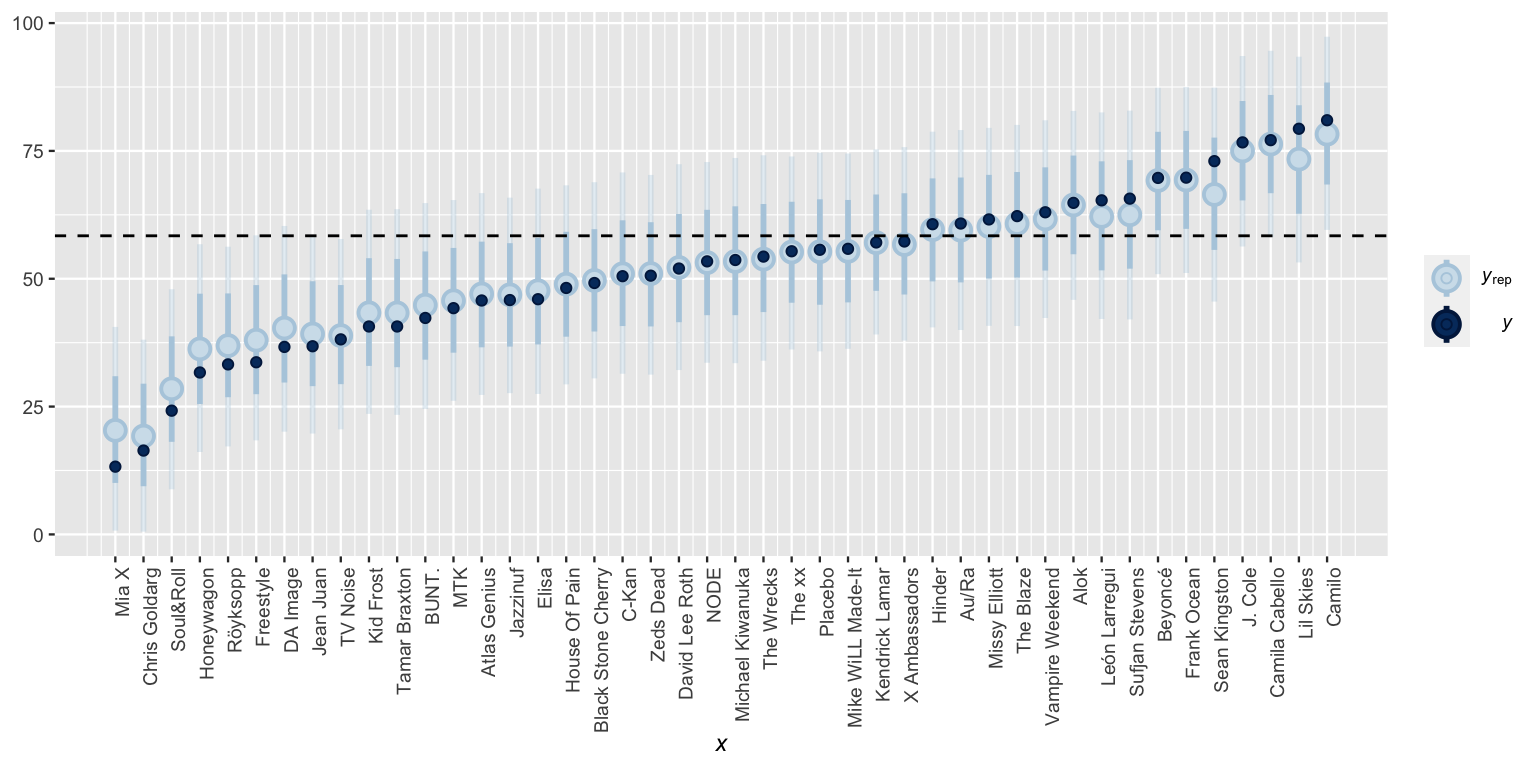 100
75
50
25
0
Mia X
Chris Goldarg
Soul&Roll
Honeywagon
Röyksopp
Freestyle
DA Image
Jean Juan
TV Noise
Kid Frost
Tamar Braxton
BUNT.
MTK
Atlas Genius
Jazzinuf
Elisa
House Of Pain
Black Stone Cherry
C-Kan
Zeds Dead
David Lee Roth
NODE
Michael Kiwanuka
The Wrecks
The xx
Placebo
Mike WiLL Made-It
Kendrick Lamar
X Ambassadors
Hinder
Au/Ra
Missy Elliott
The Blaze
Vampire Weekend
Alok
León Larregui
Sufjan Stevens
Beyoncé
Frank Ocean
Sean Kingston
J. Cole
Camila Cabello
Lil Skies
Camilo
x
yrep
y